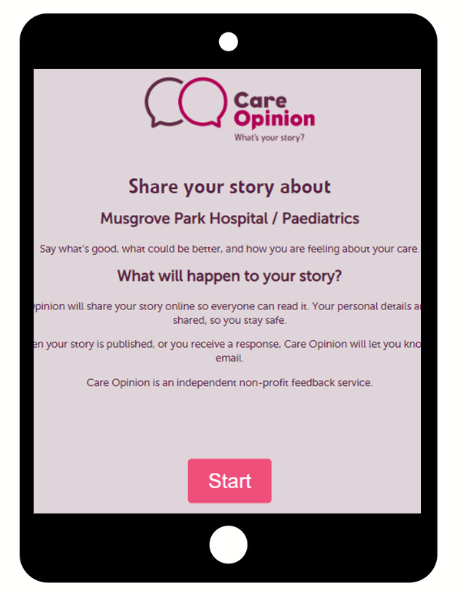 Care
Opinion
What's your story?
Share your story about
Musgrove Park Hospital / Paediatrics
Say what's good, what could be better, and how you are feeling about your care.
What will happen to your story?
pinion will share your story online so everyone can read it. Your personal details a
shared, so you stay safe.
en your story is published, or you receive a response, Care Opinion will let you kno
email.
Care Opinion is an independent non-profit feedback service.
Start